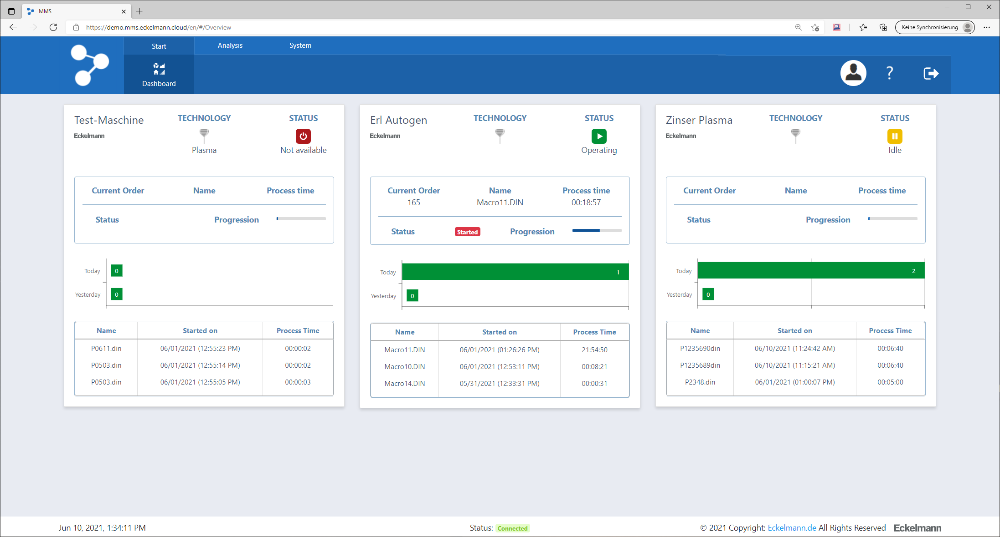 MMS
https://demo.mms.eckelmann.cloud/en/#/Overview
Keine Synchronisierung
Start Analysis System
Dashboard
?
Test-Maschine TECHNOLOGY STATUS
Eckelmann
Plasma Not available
Current Order Name Process time
Status Progression
Today 0
Yesterday 0
Name Started on Process Time
P0611.din 06/01/2021 (12:55:23 PM) 00:00:02
P0503.din 06/01/2021 (12:55:14 PM) 00:00:02
P0503.din 06/01/2021 (12:55:05 PM) 00:00:03
Erl Autogen TECHNOLOGY STATUS
Eckelmann
Operating
Current Order Name Process time
165 Macro11.DIN 00:18:57
Status Started Progression
Today 1
Yesterday 0
Name Started on Process Time
Macro11.DIN 06/01/2021 (01:26:26 PM) 21:54:50
Macro10.DIN 06/01/2021 (12:53:11 PM) 00:08:21
Macro14.DIN 05/31/2021 (12:33:31 PM) 00:00:31
Zinser Plasma TECHNOLOGY STATUS
Eckelmann
Idle
Current Order Name Process time
Status Progression
Today 2
Yesterday 0
Name Started on Process Time
P1235690din 06/10/2021 (11:24:42 AM) 00:06:40
P1235689din 06/10/2021 (11:15:21 AM) 00:06:40
P2348.din 06/01/2021 (01:00:07 PM) 00:05:00
Jun 10, 2021, 1:34:11 PM Status: Connected © 2021 Copyright: Eckelmann.de All Rights Reserved Eckelmann